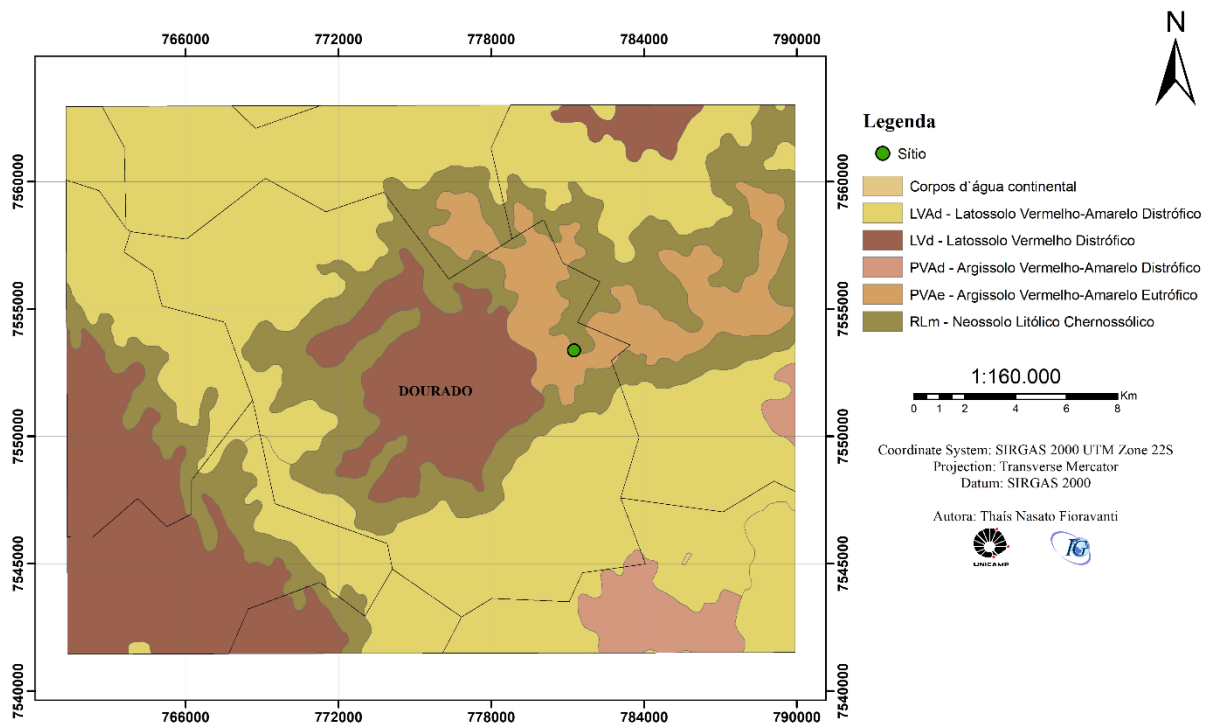 766000 772000 778000 784000 790000
N
7560000 7560000
7555000 7555000
7550000 7550000
7545000 7545000
7540000 7540000
DOURADO
766000 772000 778000 784000 790000
Legenda
Sítio
Corpos d`água continental
LVAd - Latossolo Vermelho-Amarelo Distrófico
LVd - Latossolo Vermelho Distrófico
PVAd - Argissolo Vermelho-Amarelo Distrófico
PVAe - Argissolo Vermelho-Amarelo Eutrófico
RLm - Neossolo Litólico Chernossólico
1:160.000
Km
0 1 2 4 6 8
Coordinate System: SIRGAS 2000 UTM Zone 22S
Projection: Transverse Mercator
Datum: SIRGAS 2000
Autora: Thaís Nasato Fioravanti
UNICAMP
IG